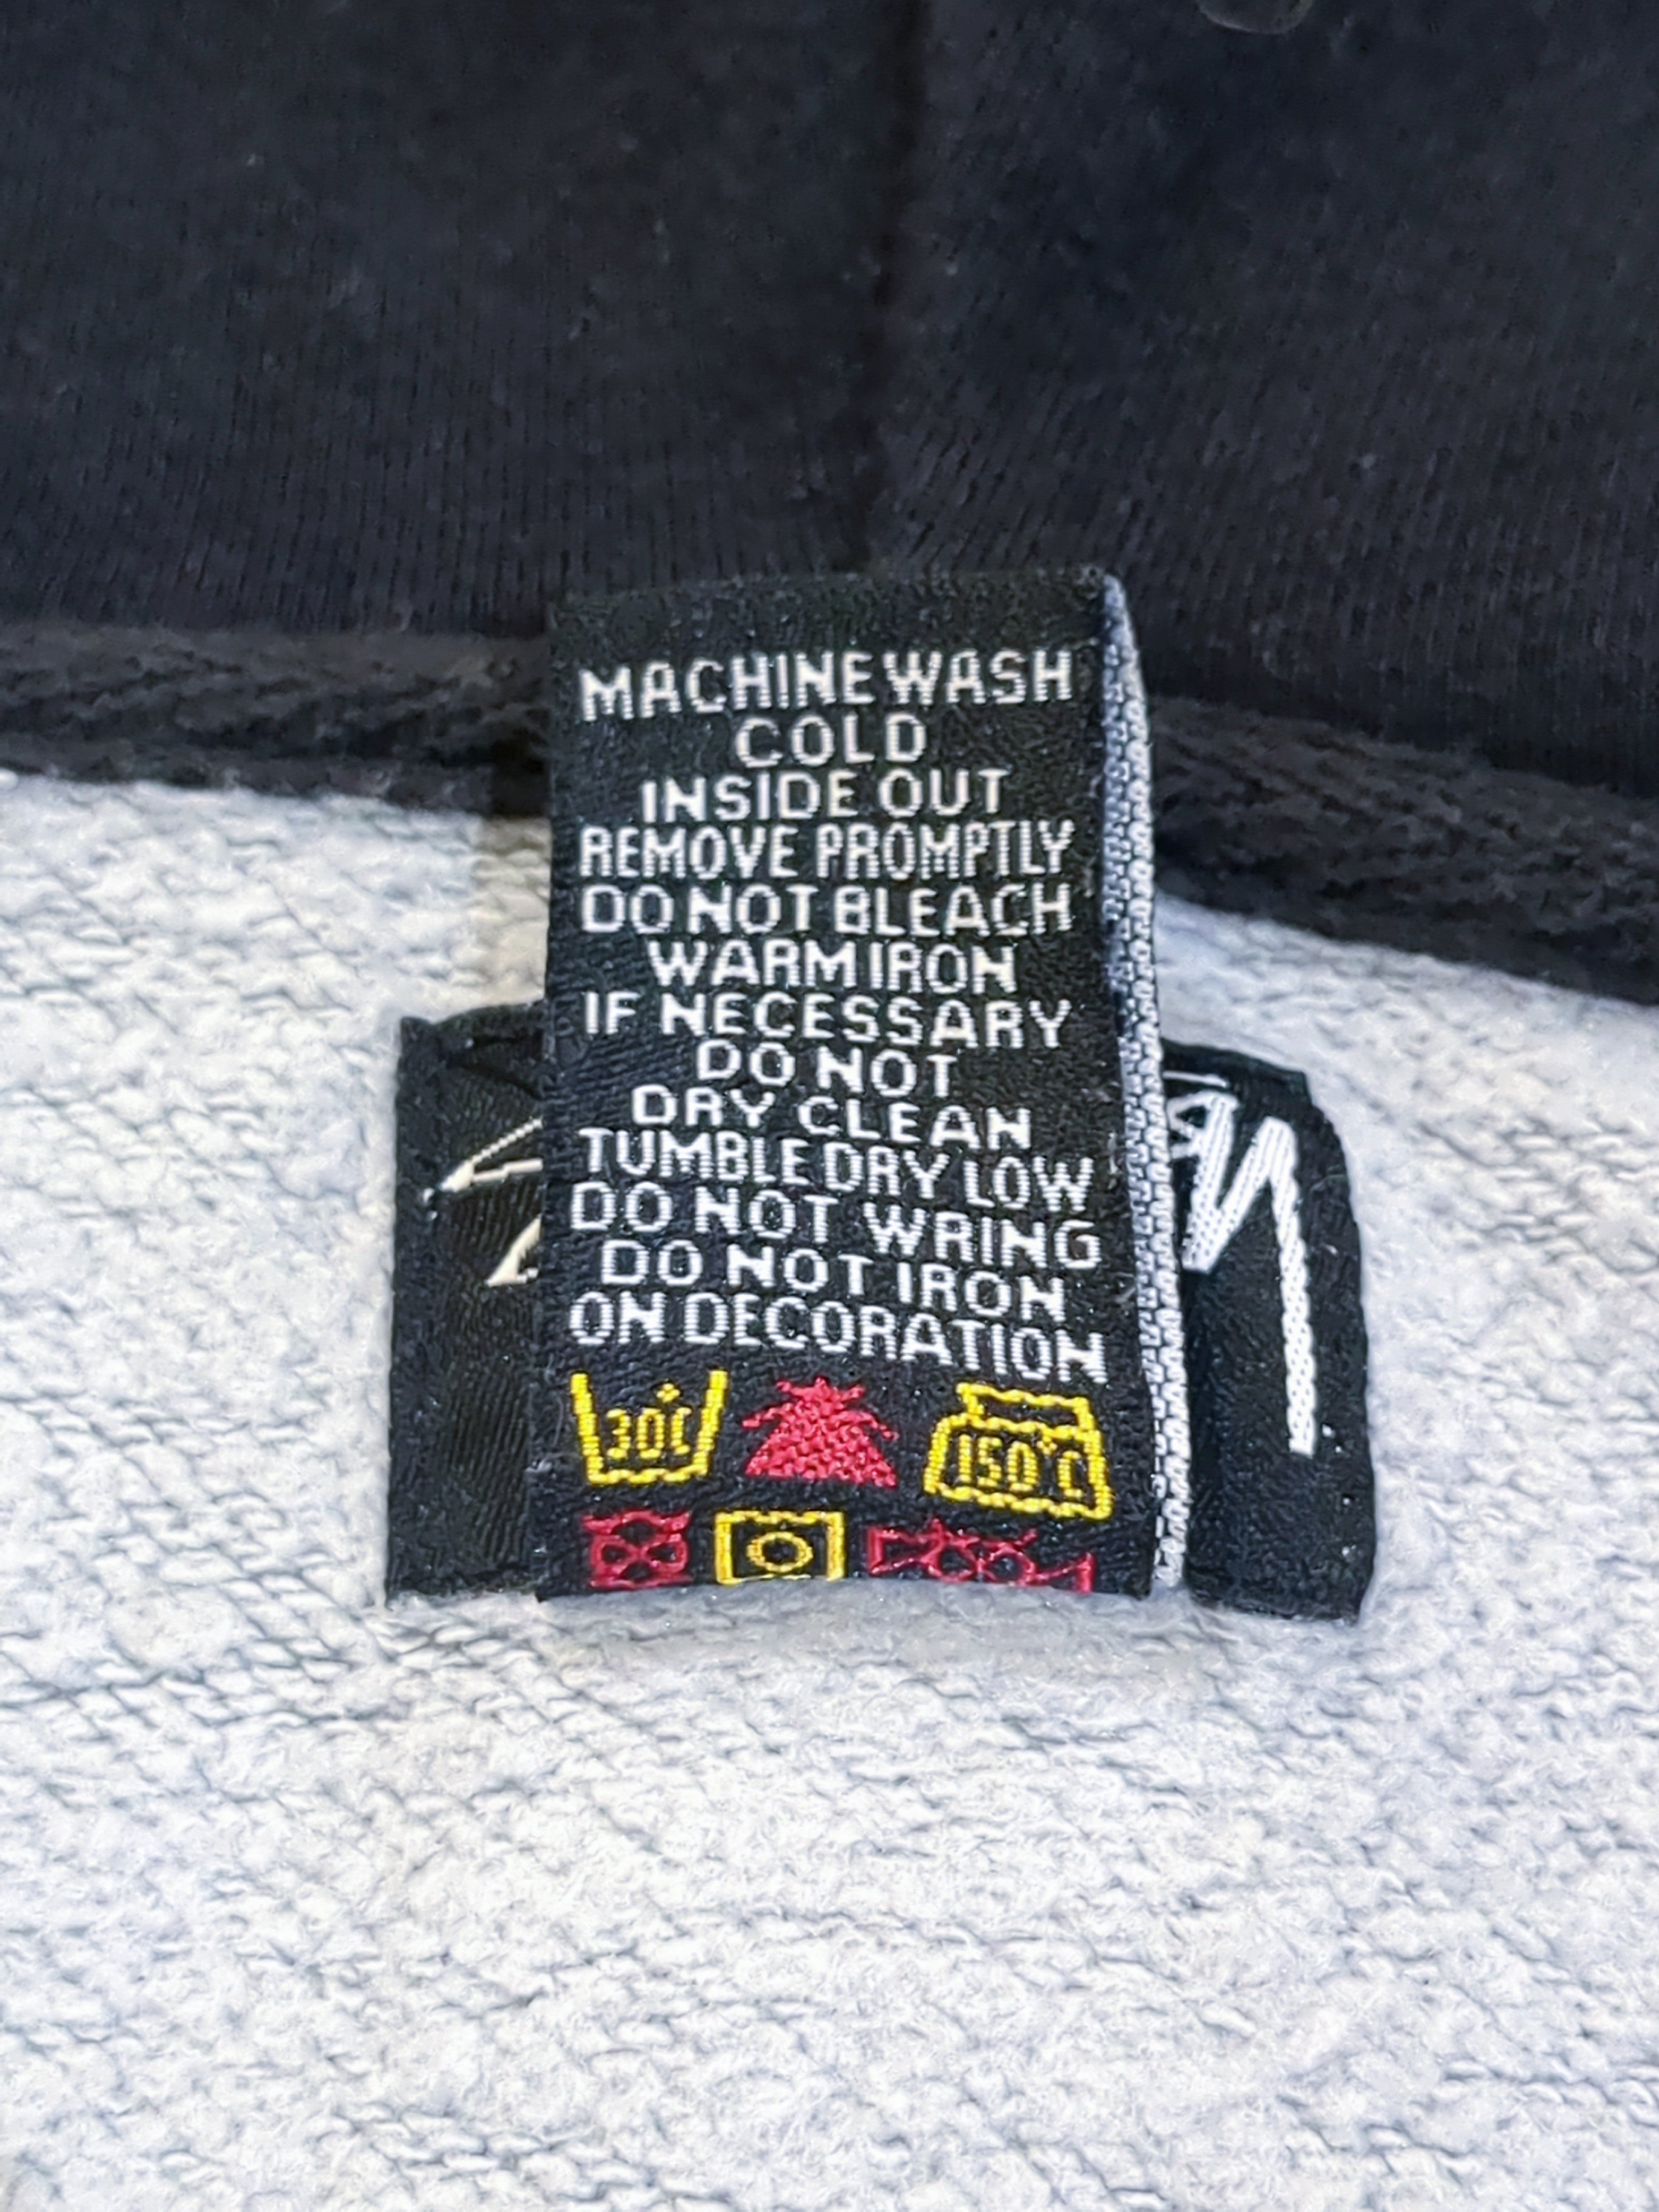 MACHINE WASH
COLD
INSIDE OUT
REMOVE PROMPTLY
DO NOT BLEACH
WARM IRON
IF NECESSARY
DO NOT
DRY CLEAN
TUMBLE DRY LOW
DO NOT WRING
DO NOT IRON
ON DECORATION
30°C
150°C